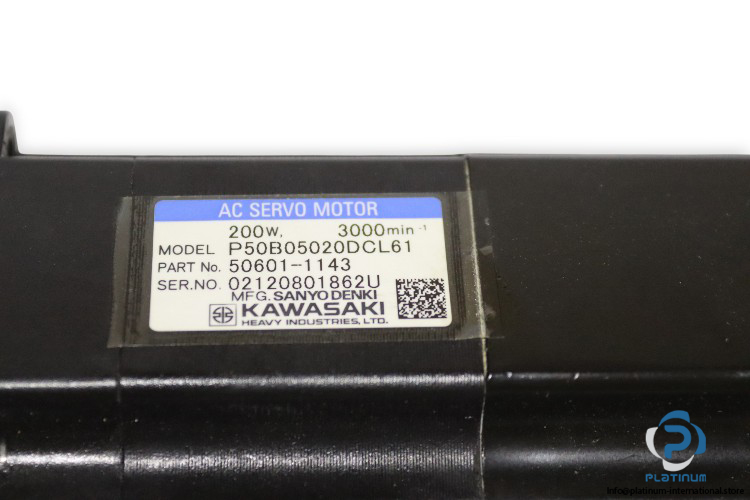 AC SERVO MOTOR
200W, 3000min⁻¹
MODEL P50B05020DCL61
PART No. 50601-1143
SER.NO. 02120801862U
MFG. SANYO DENKI
KAWASAKI
HEAVY INDUSTRIES, LTD.
PLATINUM
info@platinum-international.store